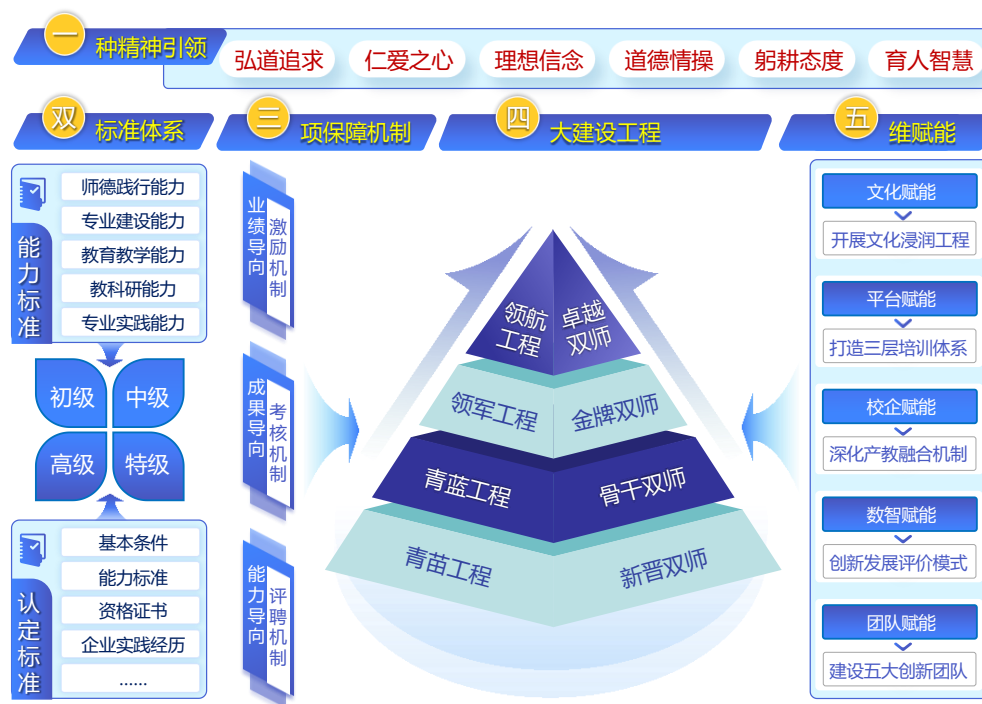 一种精神引领
弘道追求 仁爱之心 理想信念 道德情操 躬耕态度 育人智慧
双标准体系
三项保障机制
四大建设工程
五维赋能
能力标准
师德践行能力
专业建设能力
教育教学能力
教科研能力
专业实践能力
初级 中级
高级 特级
认定标准
基本条件
能力标准
资格证书
企业实践经历
......
业绩导向
激励机制
成果导向
考核机制
能力导向
评聘机制
领航工程
卓越双师
领军工程
金牌双师
青蓝工程
骨干双师
青苗工程
新晋双师
文化赋能
开展文化浸润工程
平台赋能
打造三层培训体系
校企赋能
深化产教融合机制
数智赋能
创新发展评价模式
团队赋能
建设五大创新团队